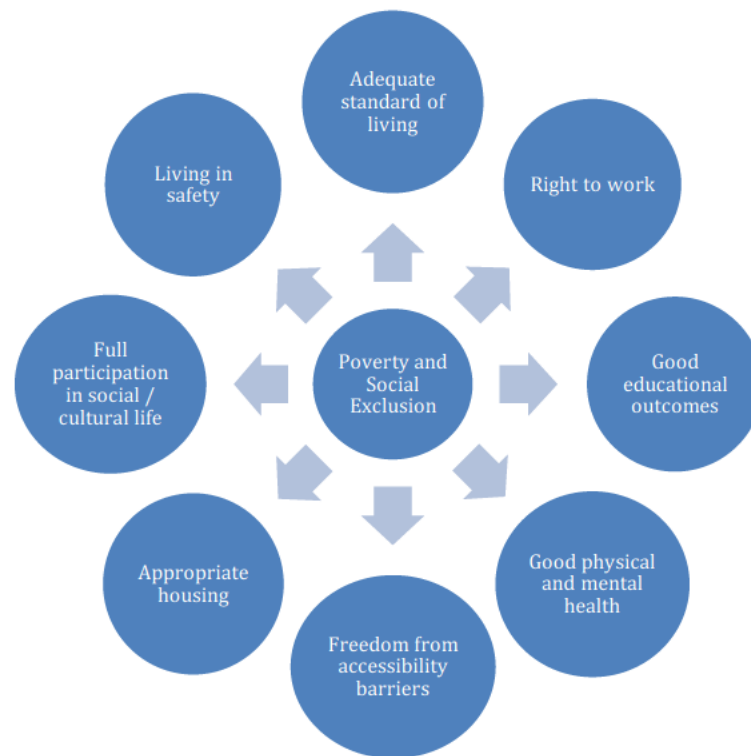 Adequate
standard of
living
Right to work
Good
educational
outcomes
Good physical
and mental
health
Freedom from
accessibility
barriers
Appropriate
housing
Full
participation
in social /
cultural life
Living in
safety
Poverty and
Social
Exclusion